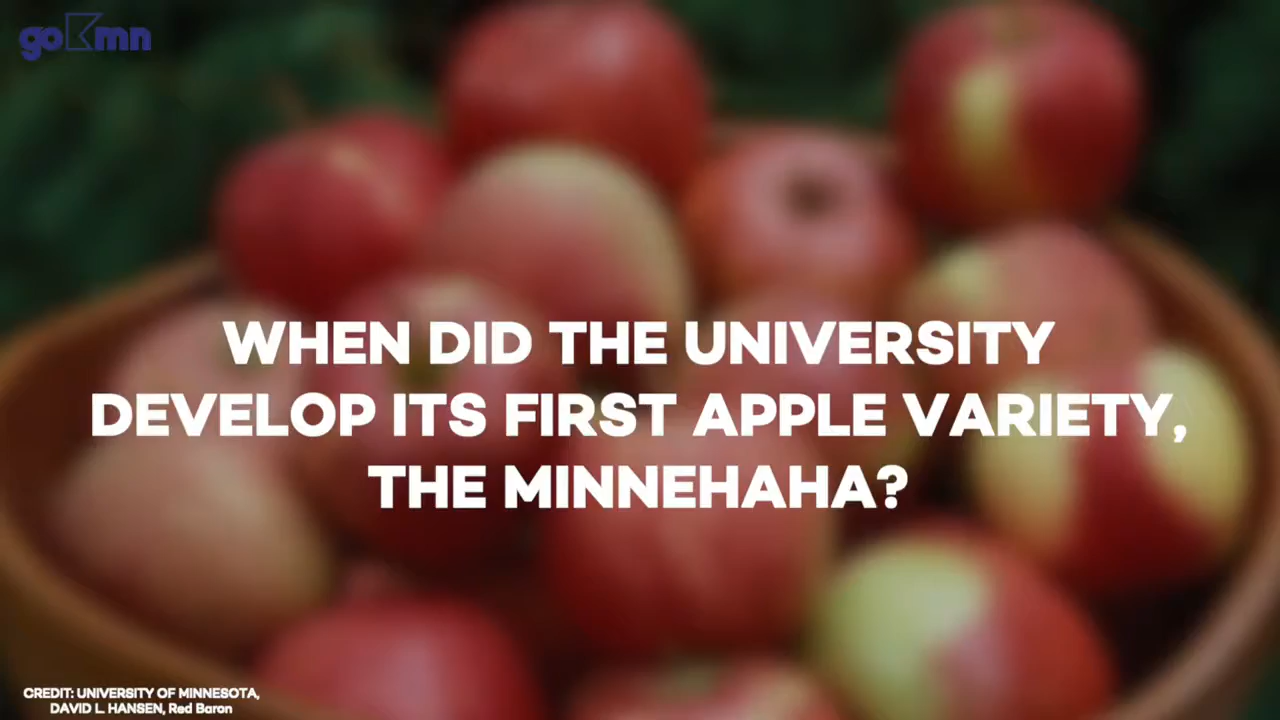 goKmn
WHEN DID THE UNIVERSITY
DEVELOP ITS FIRST APPLE VARIETY,
THE MINNEHAHA?
CREDIT: UNIVERSITY OF MINNESOTA,
DAVID L. HANSEN, Red Baron